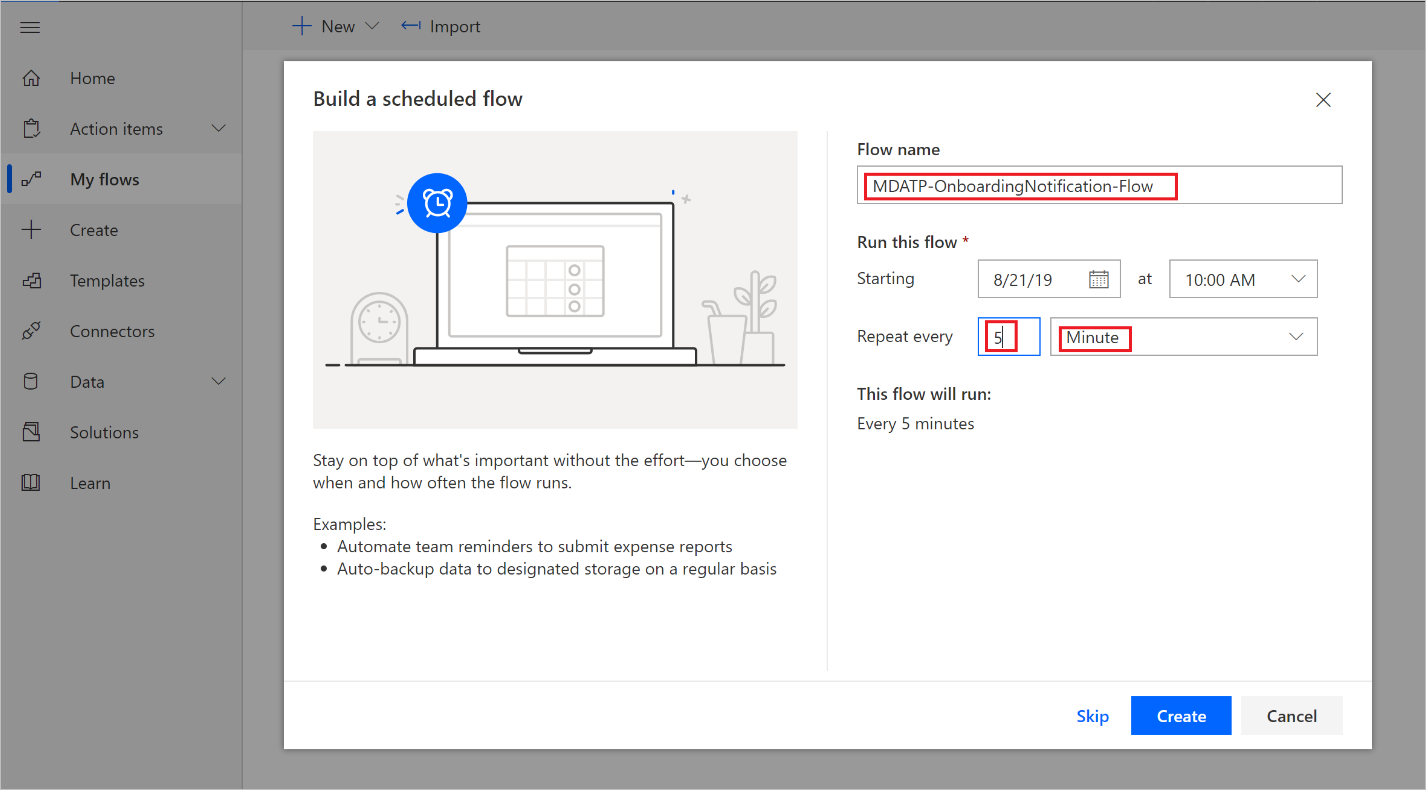 New
Import
Home
Action items
My flows
Create
Templates
Connectors
Data
Solutions
Learn
Build a scheduled flow
Stay on top of what's important without the effort—you choose
when and how often the flow runs.
Examples:
• Automate team reminders to submit expense reports
• Auto-backup data to designated storage on a regular basis
Flow name
MDATP-OnboardingNotification-Flow
Run this flow *
Starting 8/21/19 at 10:00 AM
Repeat every 5 Minute
This flow will run:
Every 5 minutes
Skip Create Cancel